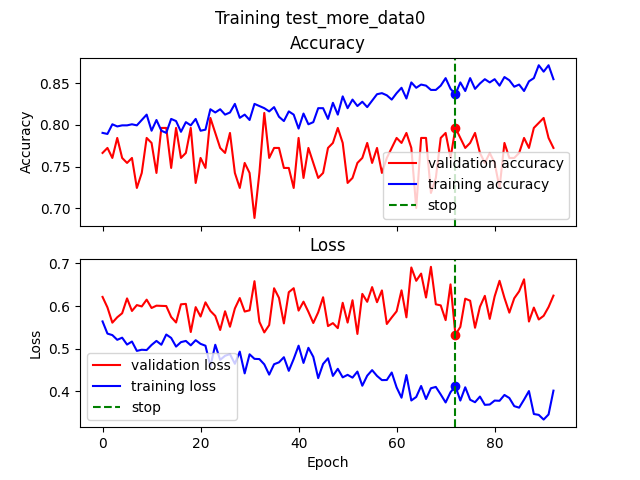 Training test_more_data0
Accuracy
0.85
0.80
0.75
0.70
Accuracy
validation accuracy
training accuracy
stop
Loss
0.7
0.6
0.5
0.4
Loss
validation loss
training loss
stop
0
20
40
60
80
Epoch